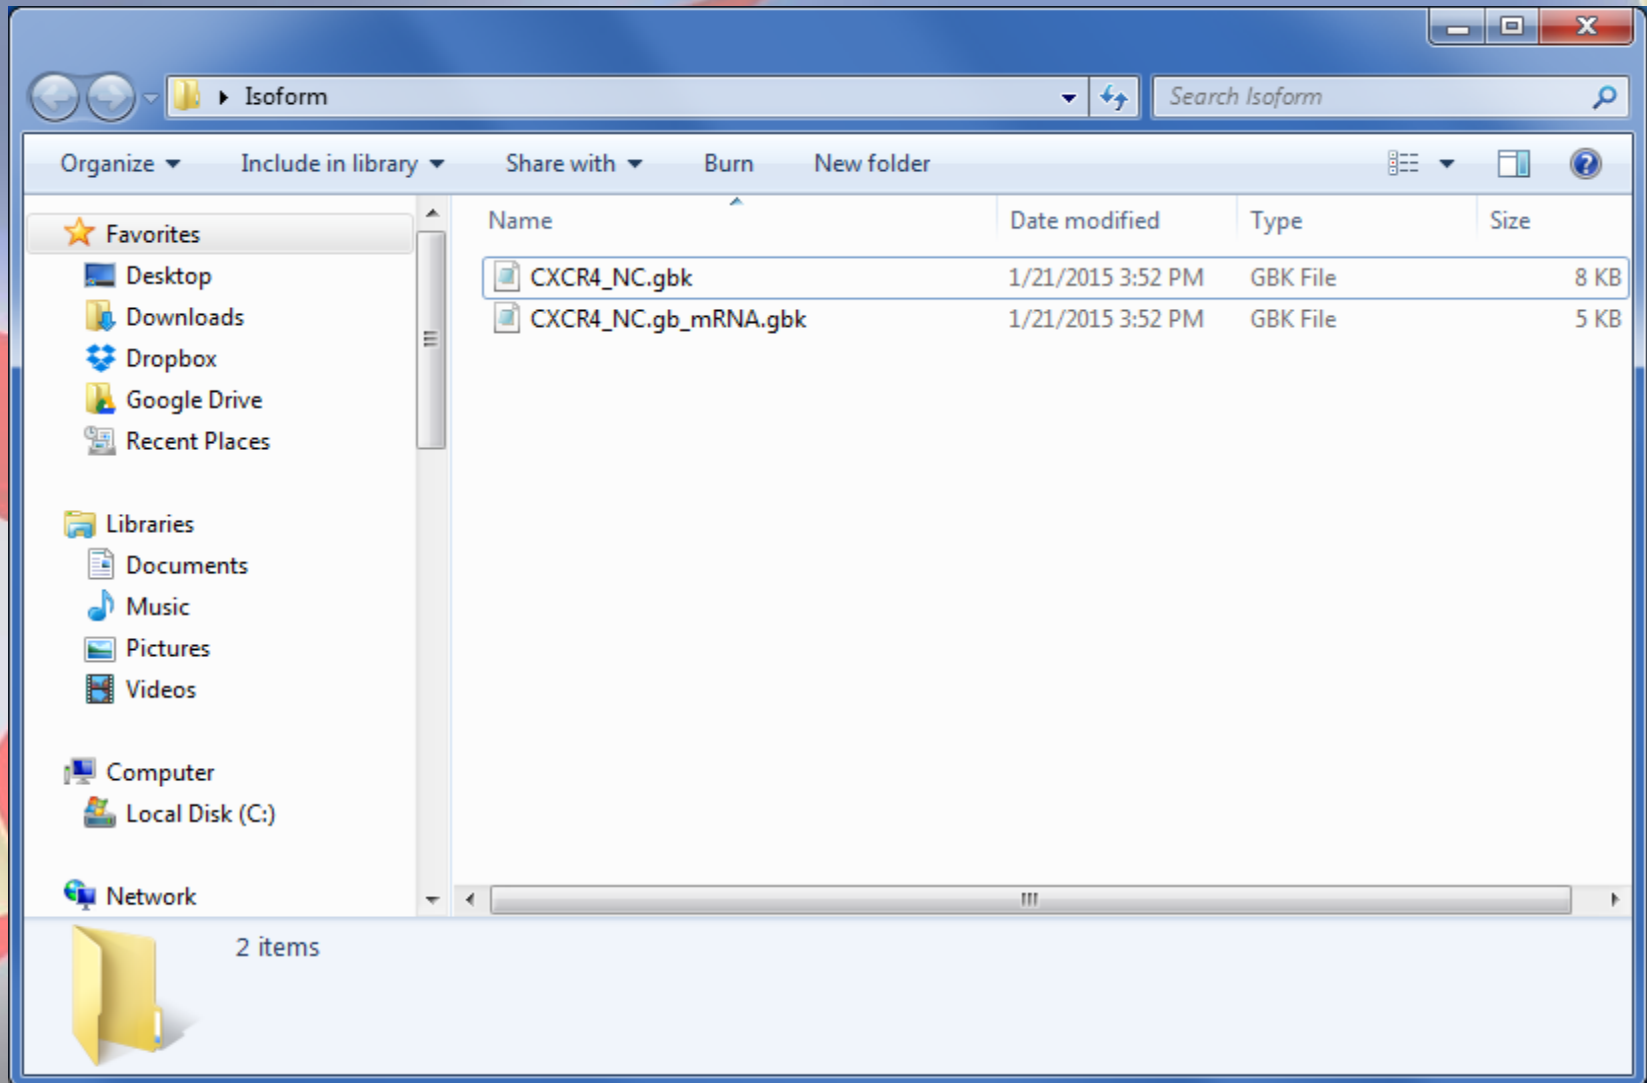 Isoform
Search Isoform
Organize Include in library Share with Burn New folder
Name Date modified Type Size
CXCR4_NC.gbk 1/21/2015 3:52 PM GBK File 8 KB
CXCR4_NC.gb_mRNA.gbk 1/21/2015 3:52 PM GBK File 5 KB
Favorites
Desktop
Downloads
Dropbox
Google Drive
Recent Places
Libraries
Documents
Music
Pictures
Videos
Computer
Local Disk (C:)
Network
2 items